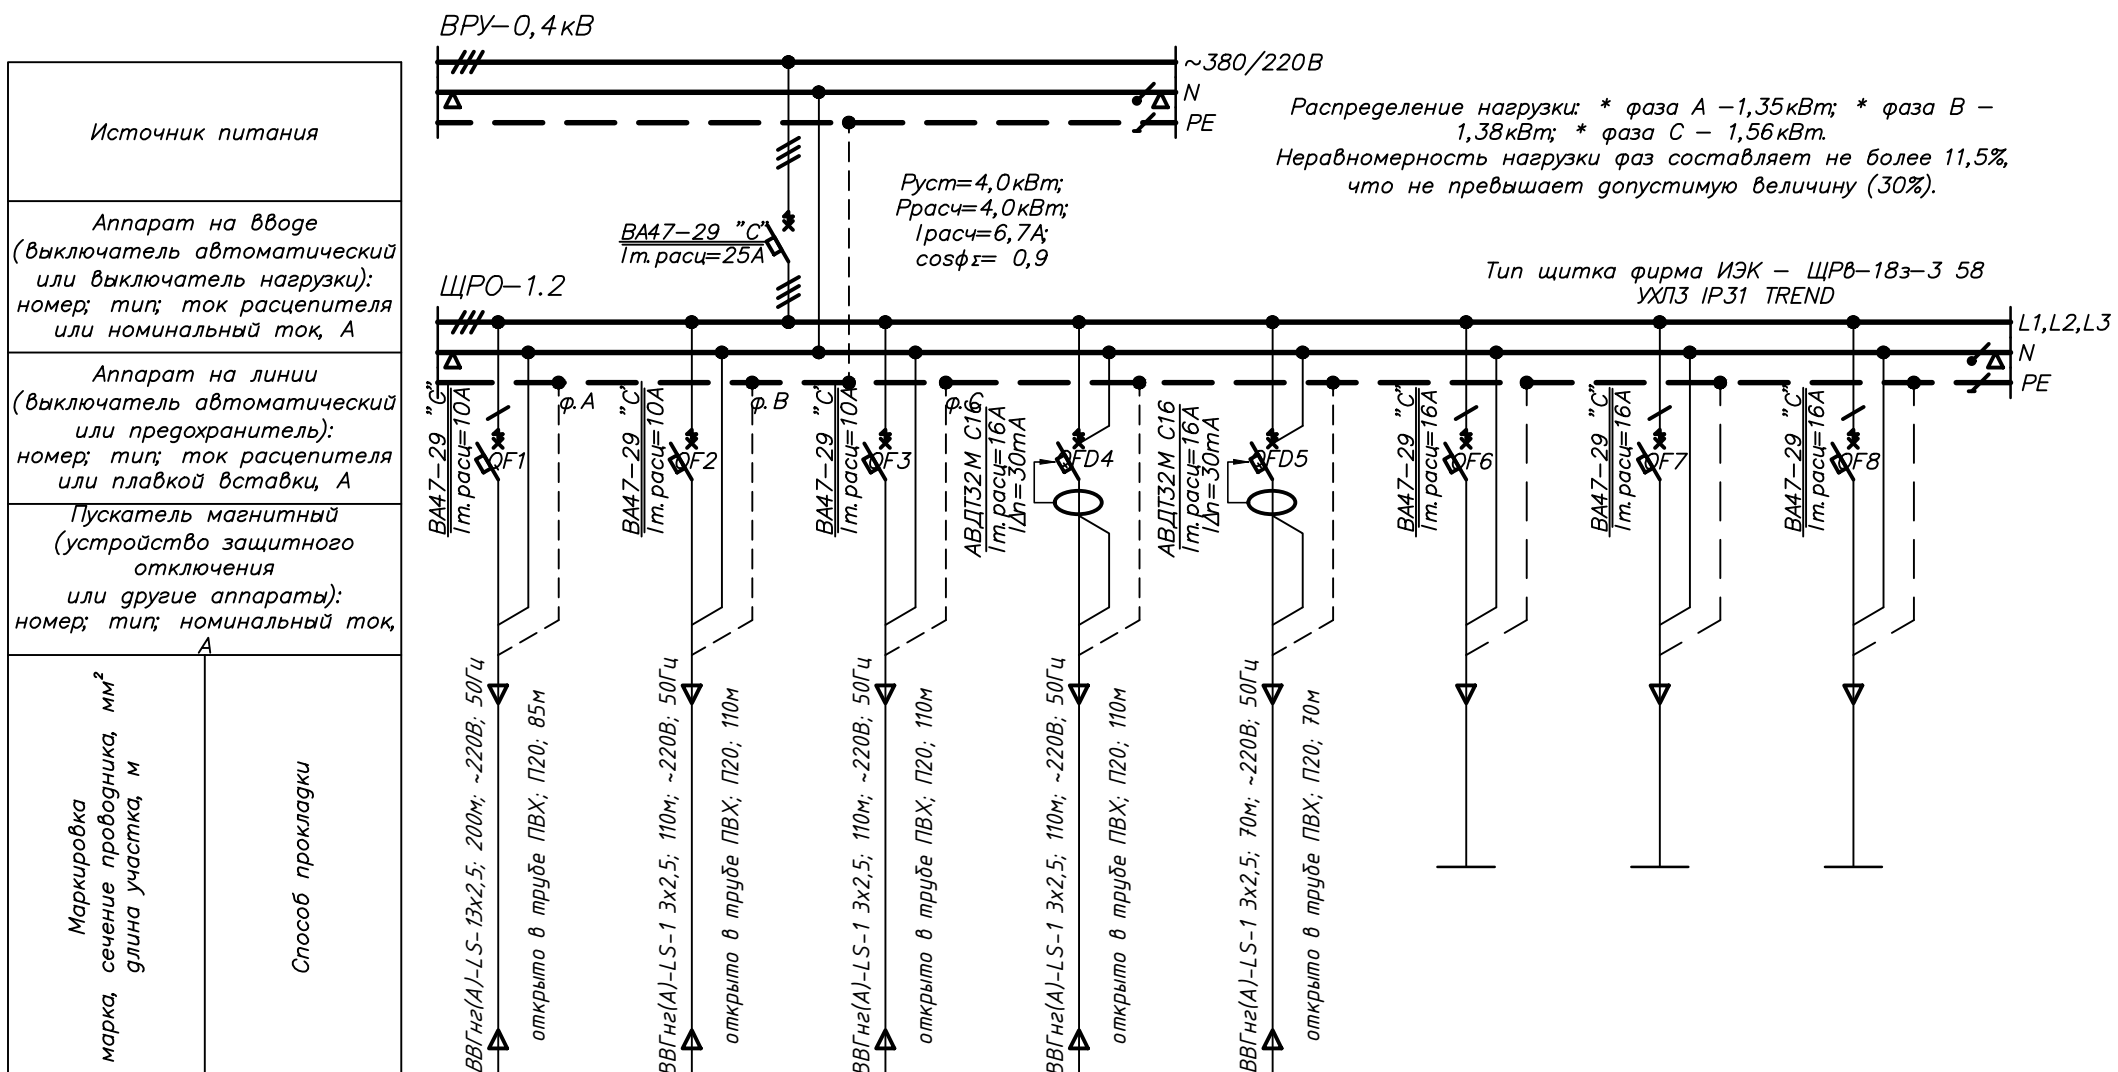 ВРУ-0,4кВ
~380/220В
N
PE
Источник питания
Распределение нагрузки: * фаза А -1,35кВт; * фаза В -
1,38кВт; * фаза С - 1,56кВт.
Неравномерность нагрузки фаз составляет не более 11,5%,
что не превышает допустимую величину (30%).
Руст=4,0кВт;
Ррасч=4,0кВт;
Iрасч=6,7А;
cosφΣ= 0,9
Аппарат на вводе
(выключатель автоматический
или выключатель нагрузки):
номер; тип; ток расцепителя
или номинальный ток, А
ВА47-29 "С"
Iт.расц=25А
ЩРО-1.2
Тип щитка фирма ИЭК - ЩРв-18з-3 58
УХЛ3 IP31 TREND
L1,L2,L3
N
PE
Аппарат на линии
(выключатель автоматический
или предохранитель):
номер; тип; ток расцепителя
или плавкой вставки, А
ВА47-29 "С"
Iт.расц=10А
QF1
ф.А
ВА47-29 "С"
Iт.расц=10А
QF2
ф.В
ВА47-29 "С"
Iт.расц=10А
QF3
ф.С
АВДТ32М С16
Iт.расц=16А
IΔn=30mA
QFD4
АВДТ32М С16
Iт.расц=16А
IΔn=30mA
QFD5
ВА47-29 "С"
Iт.расц=16А
QF6
ВА47-29 "С"
Iт.расц=16А
QF7
ВА47-29 "С"
Iт.расц=16А
QF8
Пускатель магнитный
(устройство защитного
отключения
или другие аппараты):
номер; тип; номинальный ток,
А
Маркировка
марка, сечение проводника, мм²
длина участка, м
Способ прокладки
ВВГнг(А)-LS-13х2,5; 200м; ~220В; 50Гц
открыто в трубе ПВХ; П20; 85м
ВВГнг(А)-LS-1 3х2,5; 110м; ~220В; 50Гц
открыто в трубе ПВХ; П20; 110м
ВВГнг(А)-LS-1 3х2,5; 110м; ~220В; 50Гц
открыто в трубе ПВХ; П20; 110м
ВВГнг(А)-LS-1 3х2,5; 110м; ~220В; 50Гц
открыто в трубе ПВХ; П20; 110м
ВВГнг(А)-LS-1 3х2,5; 70м; ~220В; 50Гц
открыто в трубе ПВХ; П20; 70м